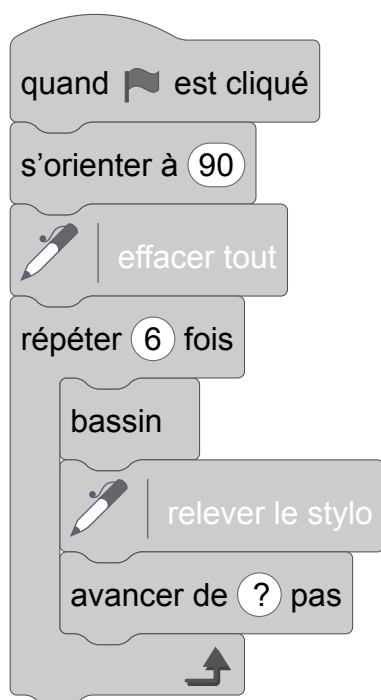 quand est cliqué
s'orienter à 90
effacer tout
répéter 6 fois
bassin
relever le stylo
avancer de ? pas